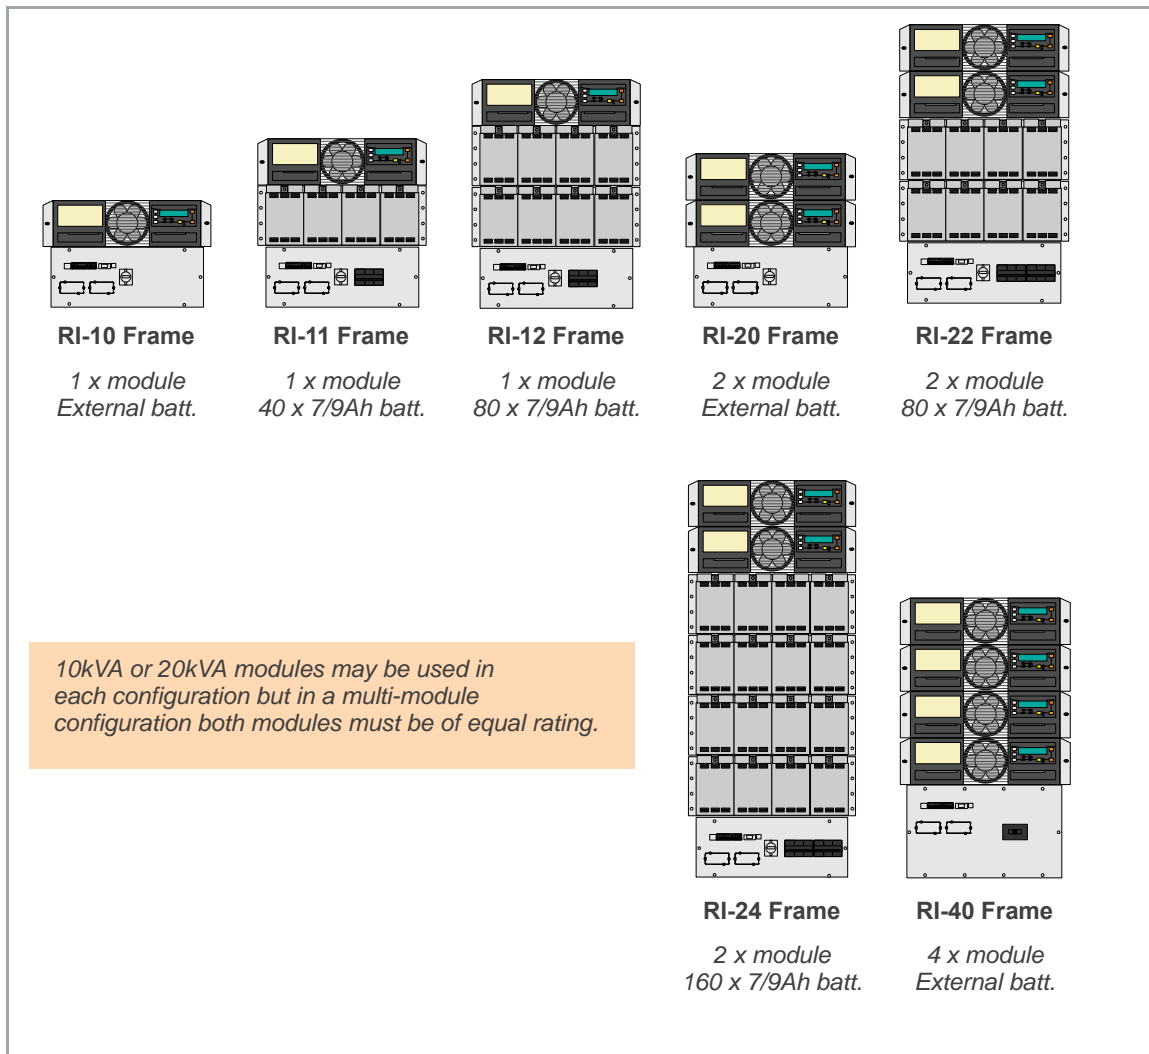 RI-10 Frame
1 x module
External batt.
RI-11 Frame
1 x module
40 x 7/9Ah batt.
RI-12 Frame
1 x module
80 x 7/9Ah batt.
RI-20 Frame
2 x module
External batt.
RI-22 Frame
2 x module
80 x 7/9Ah batt.
10kVA or 20kVA modules may be used in
each configuration but in a multi-module
configuration both modules must be of equal rating.
RI-24 Frame
2 x module
160 x 7/9Ah batt.
RI-40 Frame
4 x module
External batt.